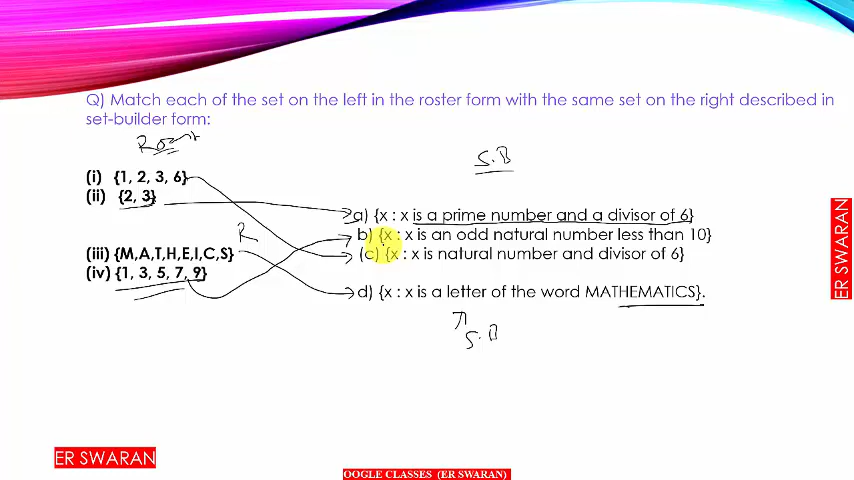 Q) Match each of the set on the left in the roster form with the same set on the right described in
set-builder form:
S.B
(i) {1, 2, 3, 6}
(ii) {2, 3}
a) {x : x is a prime number and a divisor of 6}
b) {x : x is an odd natural number less than 10}
R
(iii) {M,A,T,H,E,I,C,S}
(c) {x : x is natural number and divisor of 6}
(iv) {1, 3, 5, 7, 9}
d) {x : x is a letter of the word MATHEMATICS}.
S.B
ER SWARAN
ER SWARAN
OOGLE CLASSES (ER SWARAN)